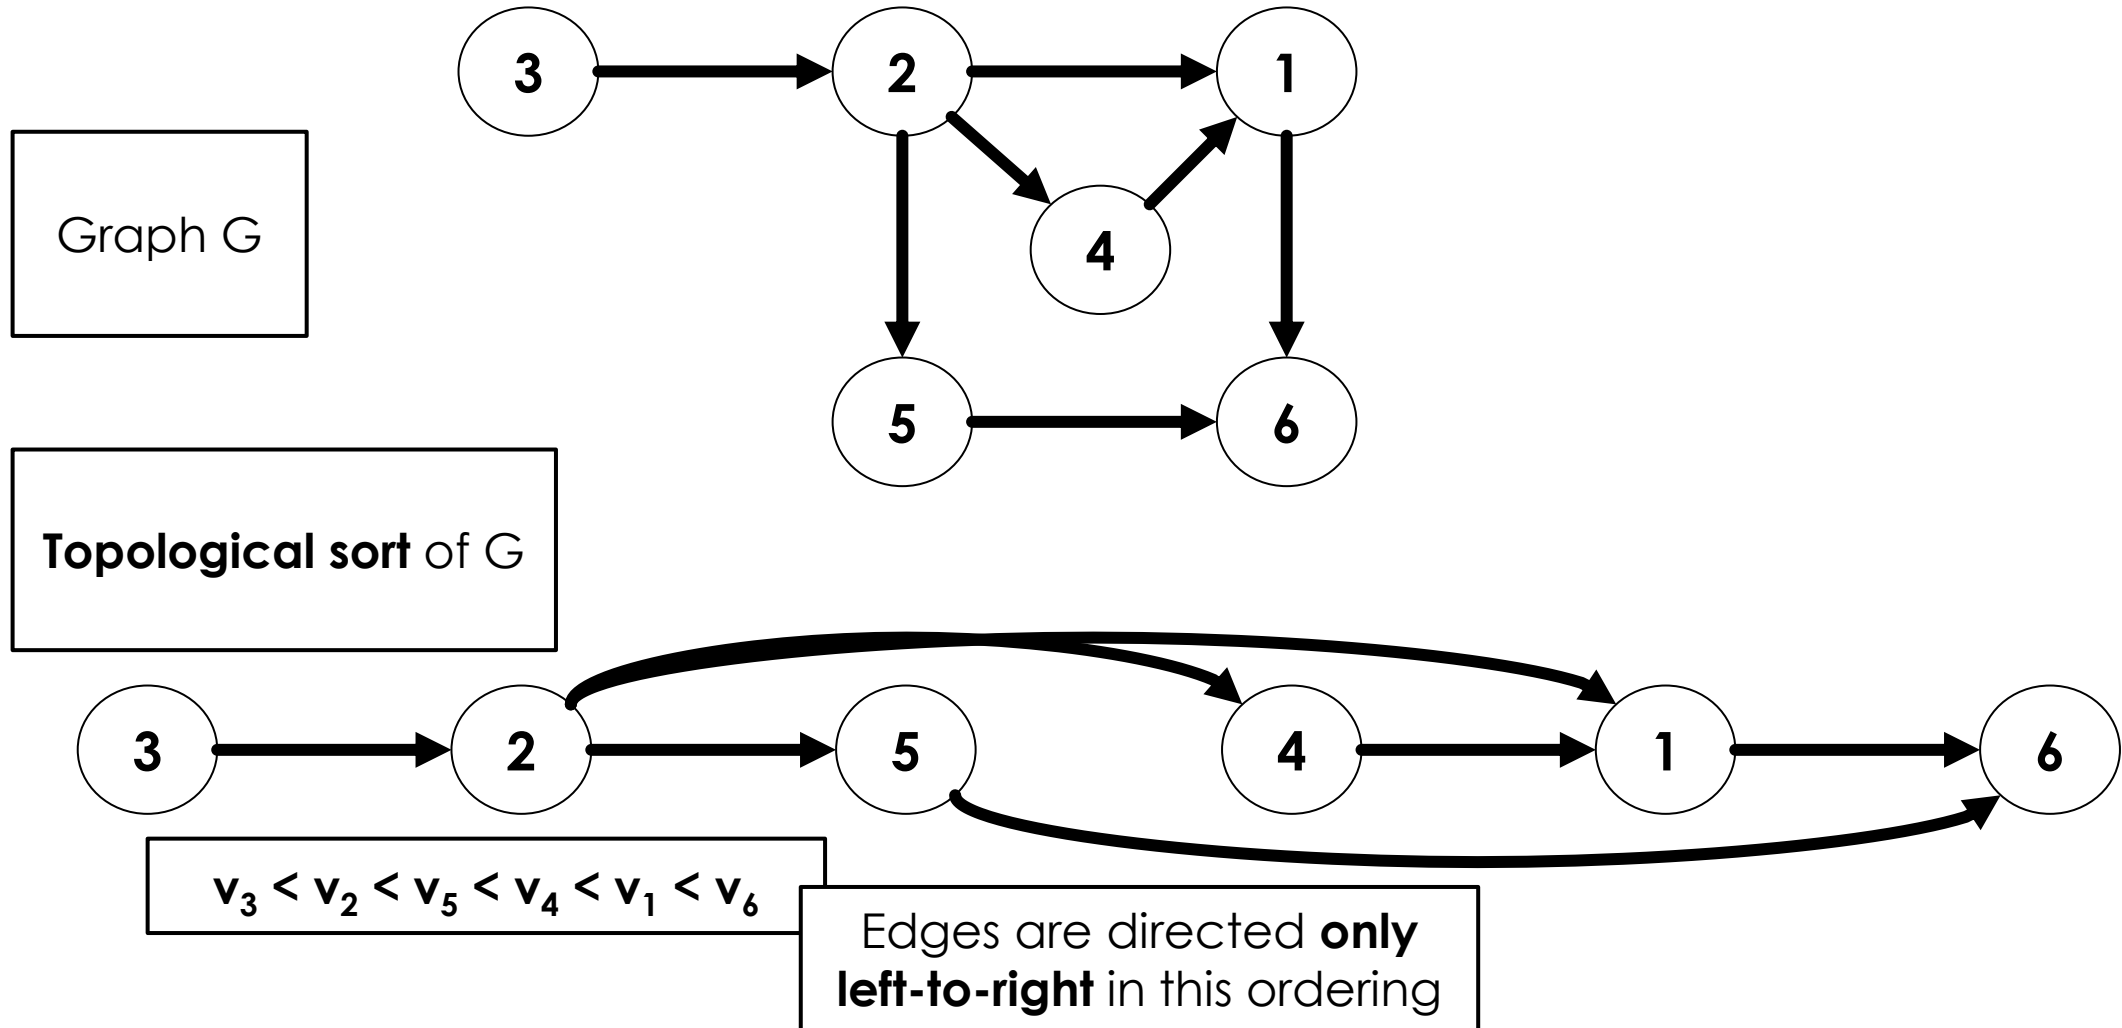 3 2 1
Graph G
4
5 6
Topological sort of G
3 2 5 4 1 6
v₃ < v₂ < v₅ < v₄ < v₁ < v₆
Edges are directed only
left-to-right in this ordering